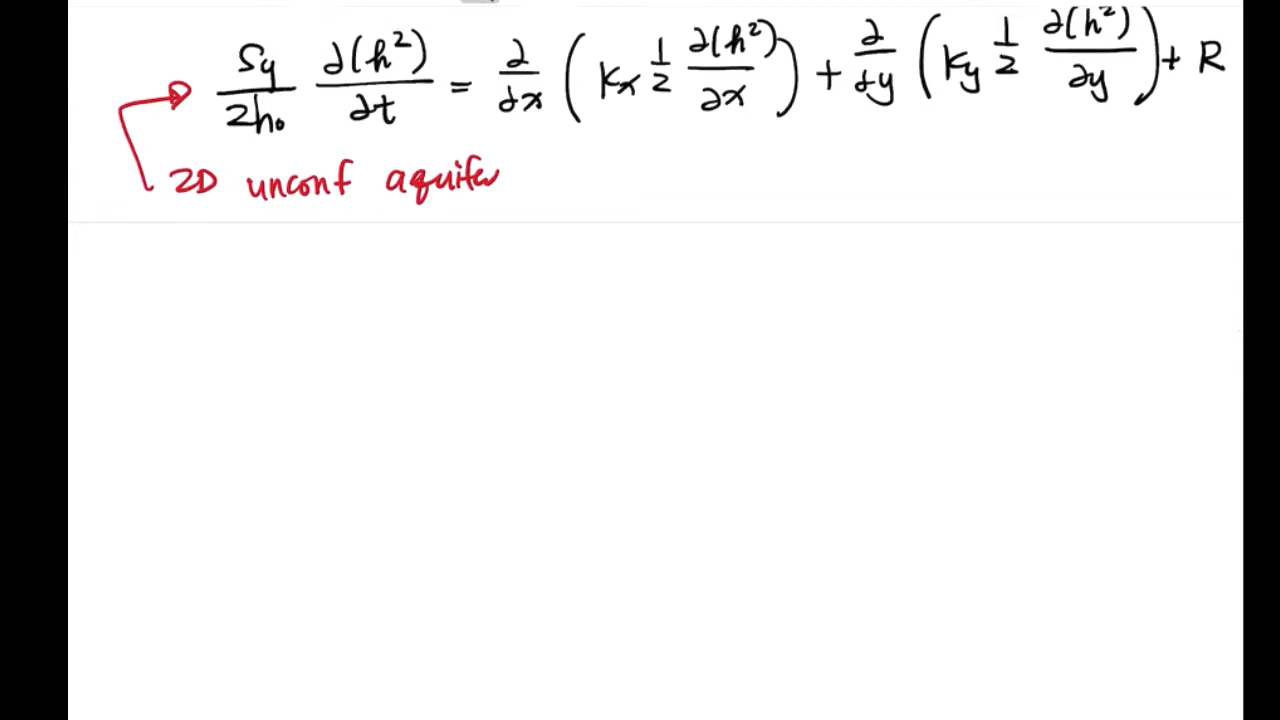 Sy/2h₀ ∂(h²)/∂t = ∂/∂x (Kx 1/2 ∂(h²)/∂x) + ∂/∂y (Ky 1/2 ∂(h²)/∂y) + R
2D unconf aquifer